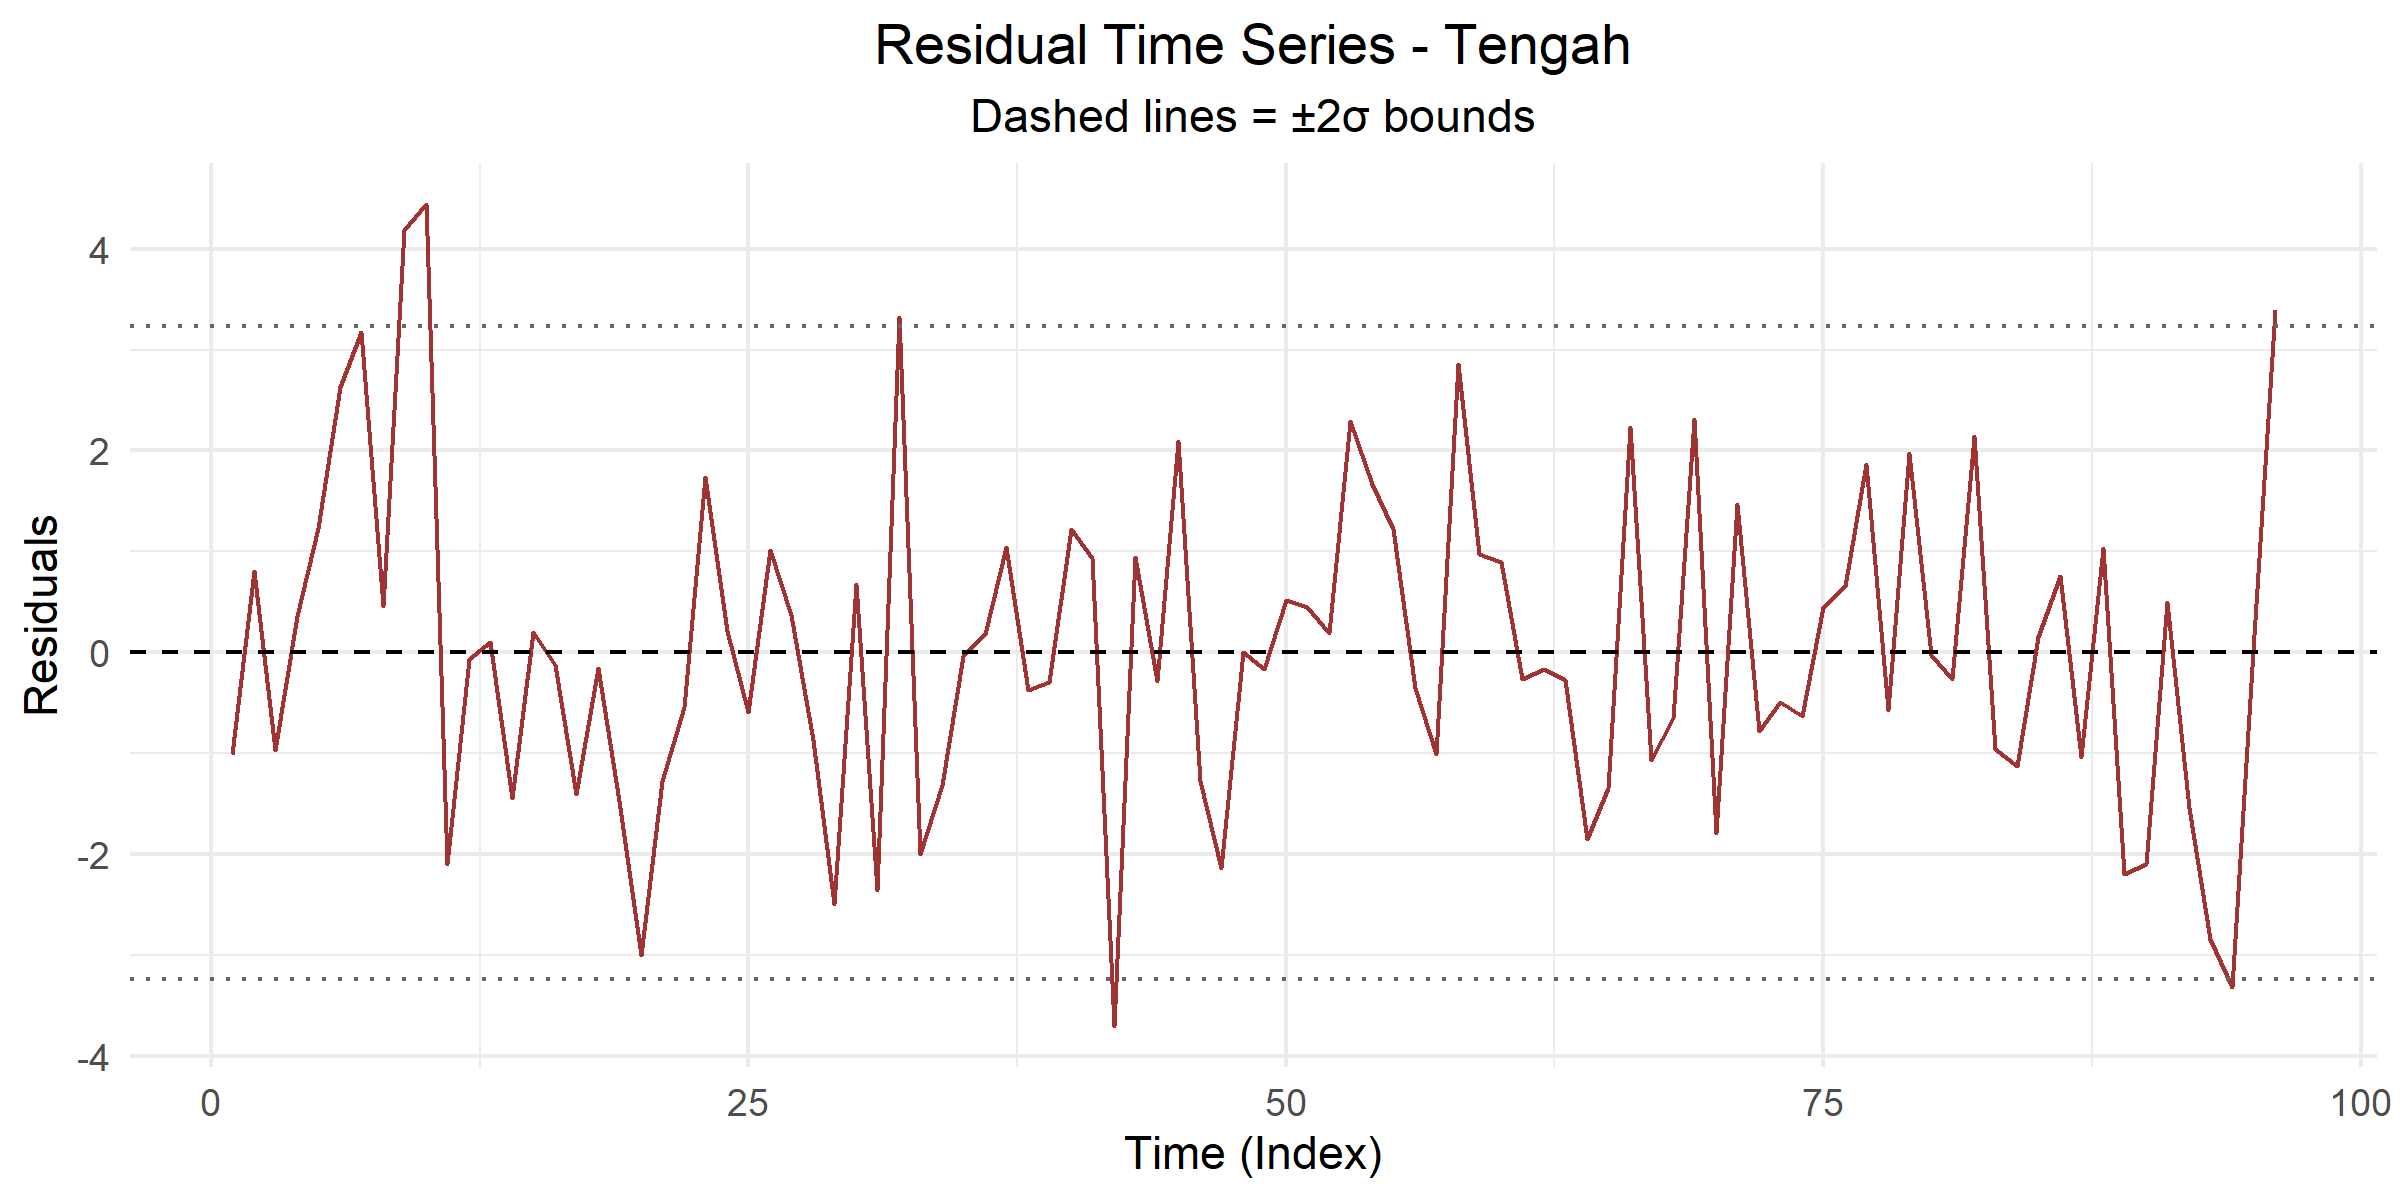 Residual Time Series - Tengah
Dashed lines = ±2σ bounds
Residuals
4
2
0
-2
-4
0
25
50
75
100
Time (Index)